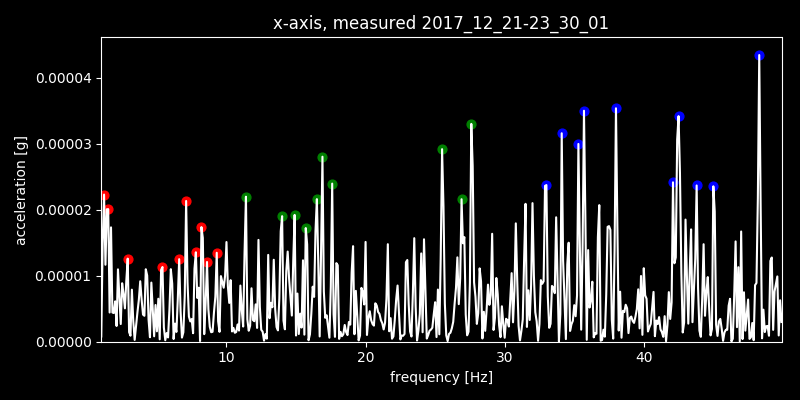 x-axis, measured 2017_12_21-23_30_01
0.00004
0.00003
0.00002
0.00001
0.00000
acceleration [g]
10 20 30 40
frequency [Hz]